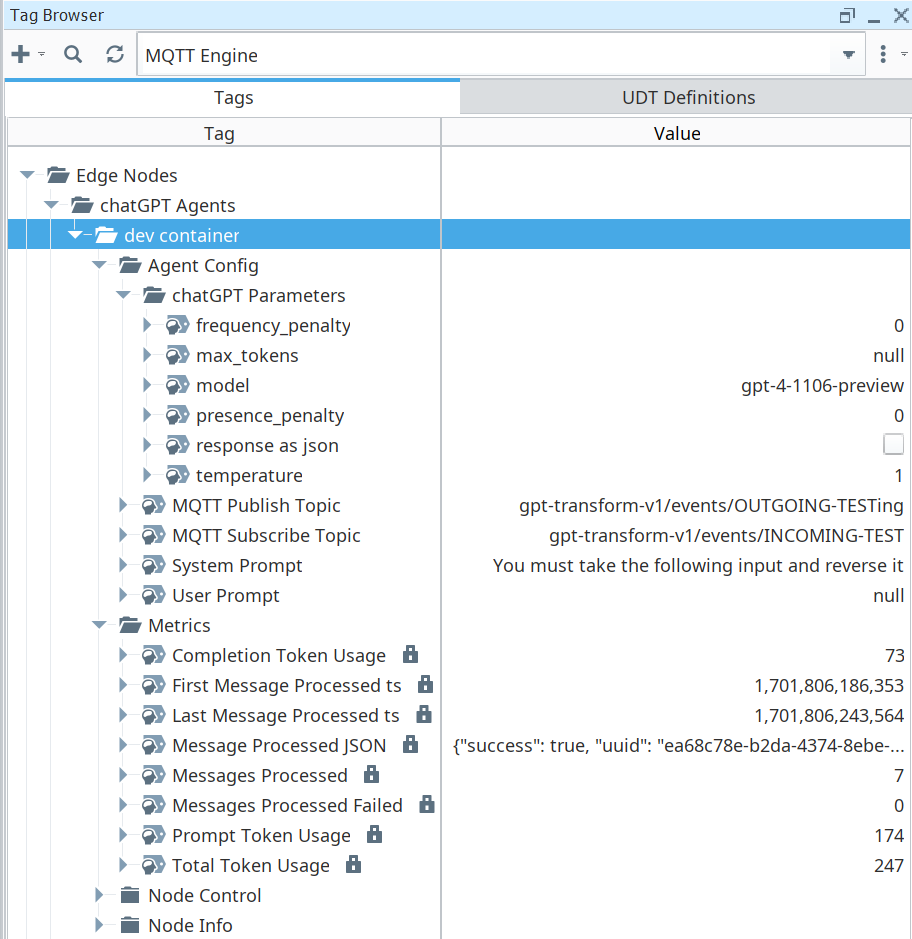 Tag Browser
MQTT Engine
Tags UDT Definitions
Tag Value
Edge Nodes
chatGPT Agents
dev container
Agent Config
chatGPT Parameters
frequency_penalty 0
max_tokens null
model gpt-4-1106-preview
presence_penalty 0
response as json
temperature 1
MQTT Publish Topic gpt-transform-v1/events/OUTGOING-TESTing
MQTT Subscribe Topic gpt-transform-v1/events/INCOMING-TEST
System Prompt You must take the following input and reverse it
User Prompt null
Metrics
Completion Token Usage 73
First Message Processed ts 1,701,806,186,353
Last Message Processed ts 1,701,806,243,564
Message Processed JSON {"success": true, "uuid": "ea68c78e-b2da-4374-8ebe-...
Messages Processed 7
Messages Processed Failed 0
Prompt Token Usage 174
Total Token Usage 247
Node Control
Node Info